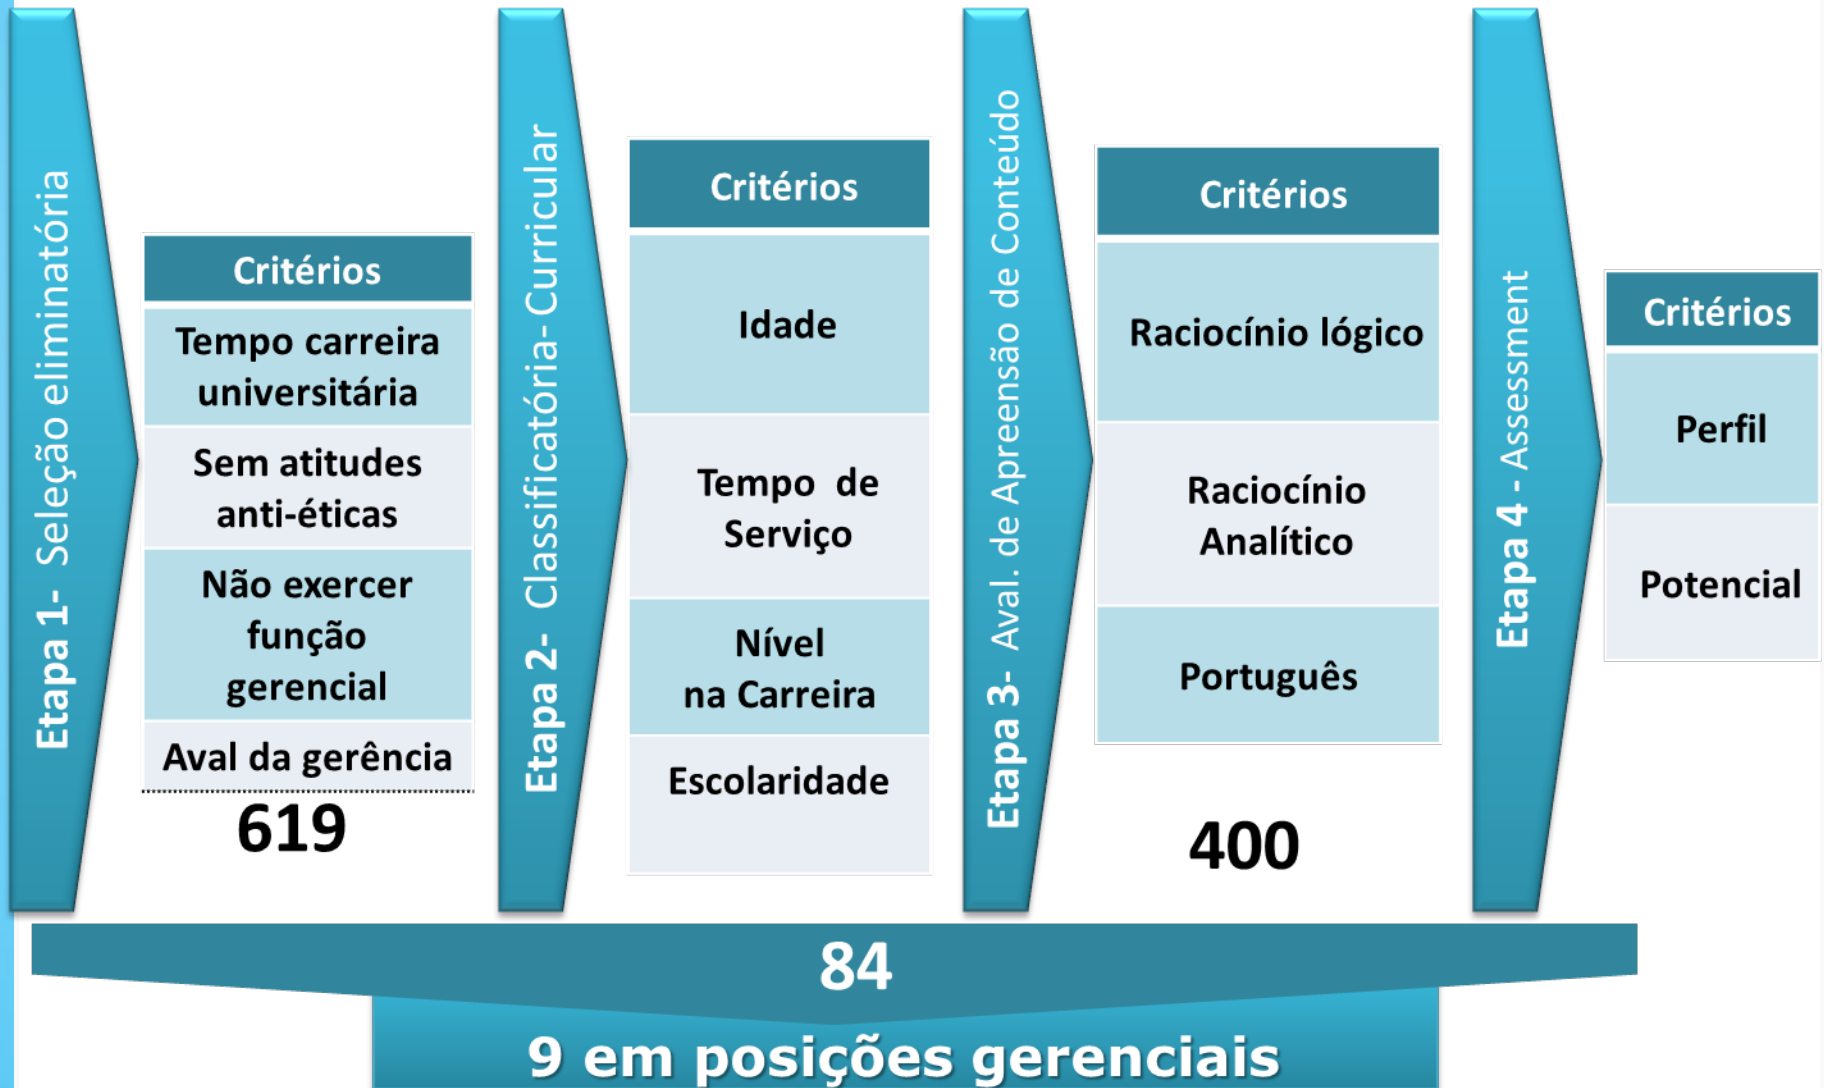 Etapa 1- Seleção eliminatória
Critérios
Tempo carreira
universitária
Sem atitudes
anti-éticas
Não exercer
função
gerencial
Aval da gerência
619
Etapa 2- Classificatória-Curricular
Critérios
Idade
Tempo de
Serviço
Nível
na Carreira
Escolaridade
Etapa 3- Aval. de Apreensão de Conteúdo
Critérios
Raciocínio lógico
Raciocínio
Analítico
Português
400
Etapa 4 - Assessment
Critérios
Perfil
Potencial
84
9 em posições gerenciais